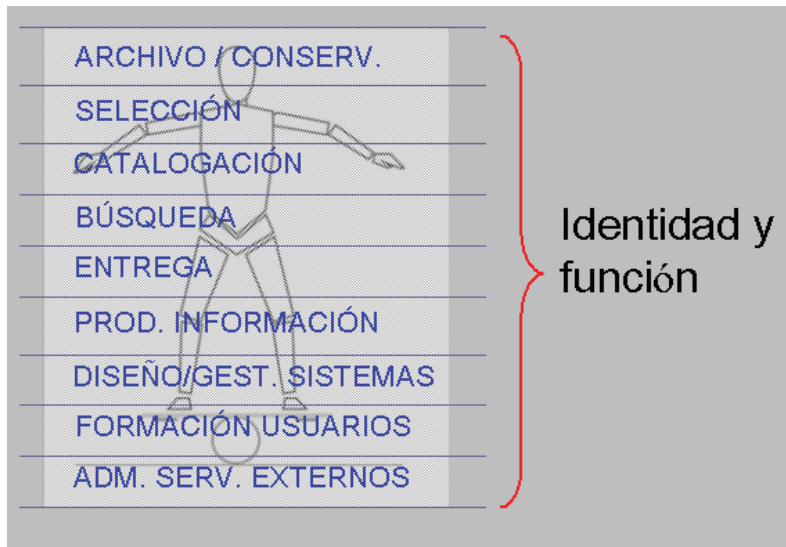 ARCHIVO / CONSERV.
SELECCIÓN
CATALOGACIÓN
BÚSQUEDA
ENTREGA
PROD. INFORMACIÓN
DISEÑO/GEST. SISTEMAS
FORMACIÓN USUARIOS
ADM. SERV. EXTERNOS
Identidad y
función